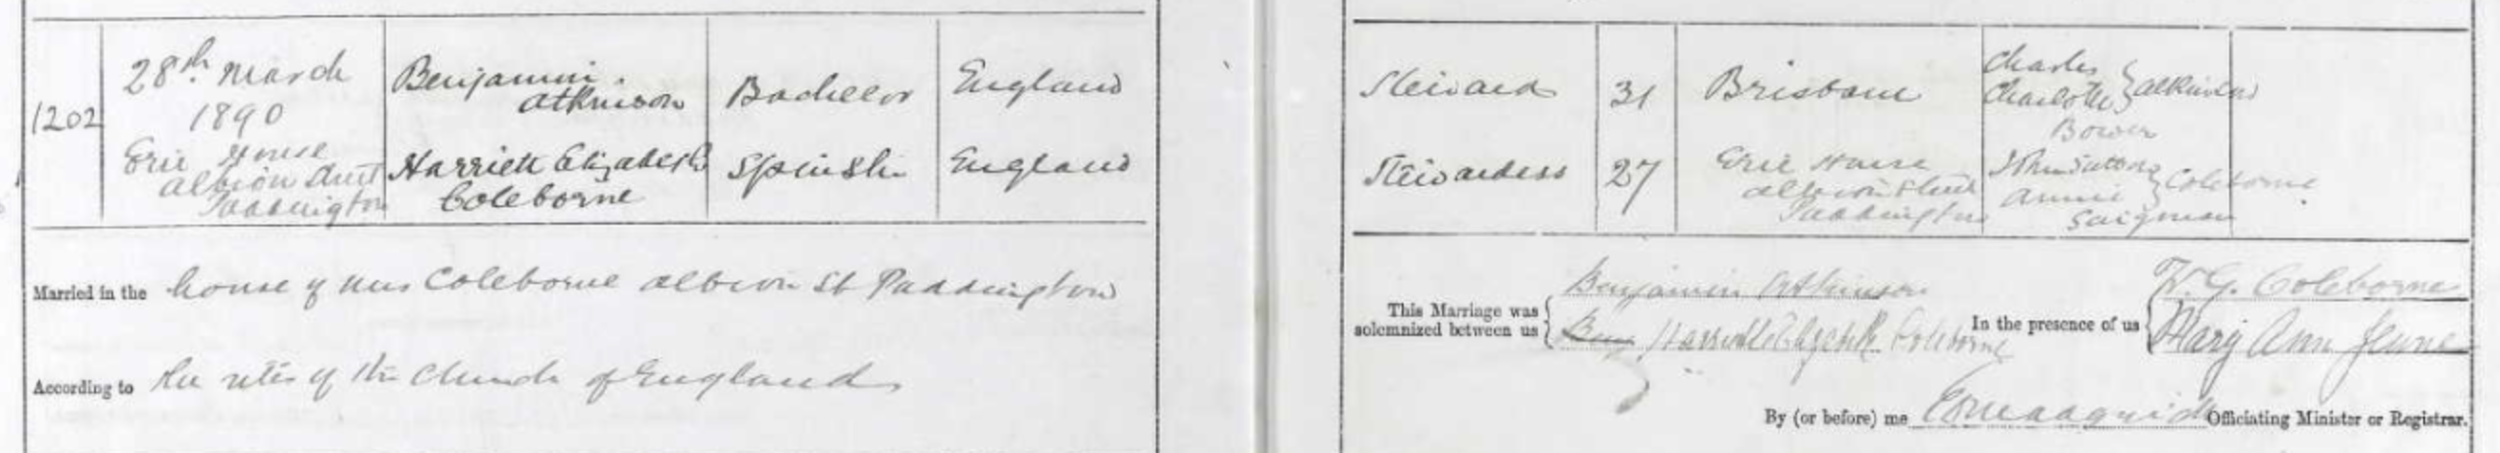 1202
28th March
1890
Eric House
Albion Street
Paddington
Benjamin
Atkinson
Harriett Elizabeth
Coleborne
Bachelor
Spinster
England
England
Steward
Stewardess
31
27
Brisbane
Eric House
Albion Street
Paddington
Charles
Charlotte } Atkinson
Bower
John Sutton
Annie } Coleborne
Married in the house of Mrs Coleborne Albion St Paddington
According to the rites of the Church of England
This Marriage was solemnized between us { Benjamin Atkinson
Harriett Elizabeth Coleborne
In the presence of us { W. G. Coleborne
Mary Ann Jenne
By (or before) me Officiating Minister or Registrar.